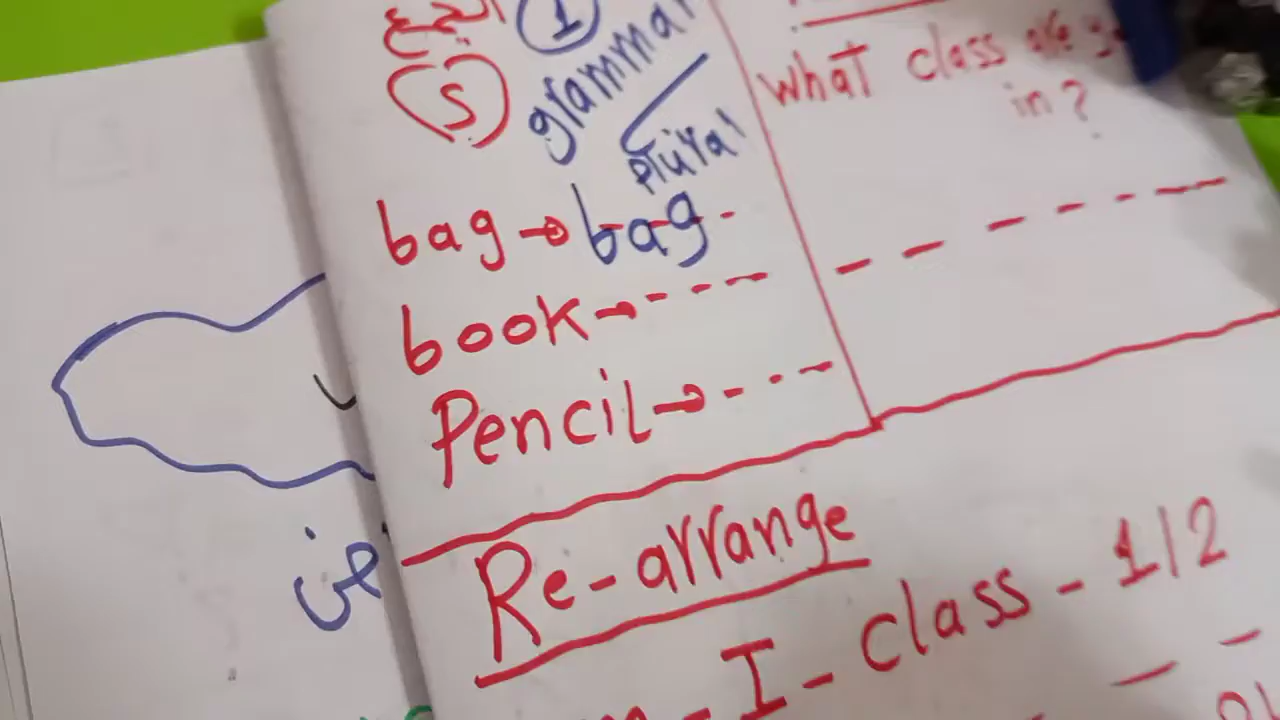 الجمع
S
1
grammar
Plural
bag → bag
book → - - - -
Pencil → - - - -
What class are
in?
Re-arrange
I - class - 1/2